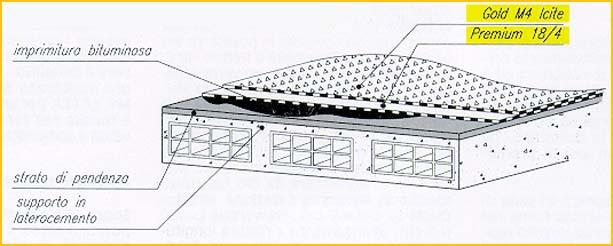 Gold M4 Icite
Premium 18/4
imprimitura bituminosa
strato di pendenza
supporto in
laterocemento